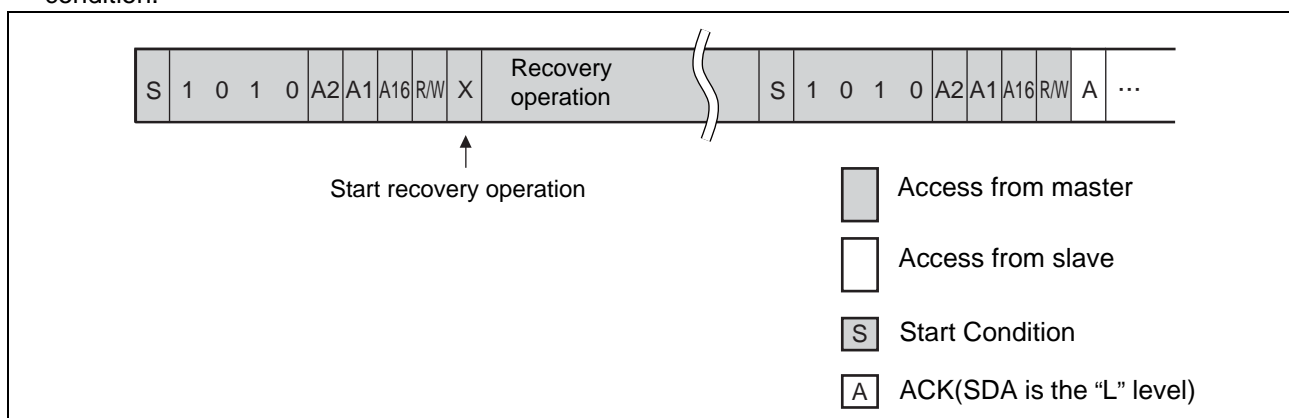 condition.
S 1 0 1 0 A2 A1 A16 R/W X Recovery operation S 1 0 1 0 A2 A1 A16 R/W A ...
Start recovery operation
Access from master
Access from slave
S Start Condition
A ACK(SDA is the “L” level)